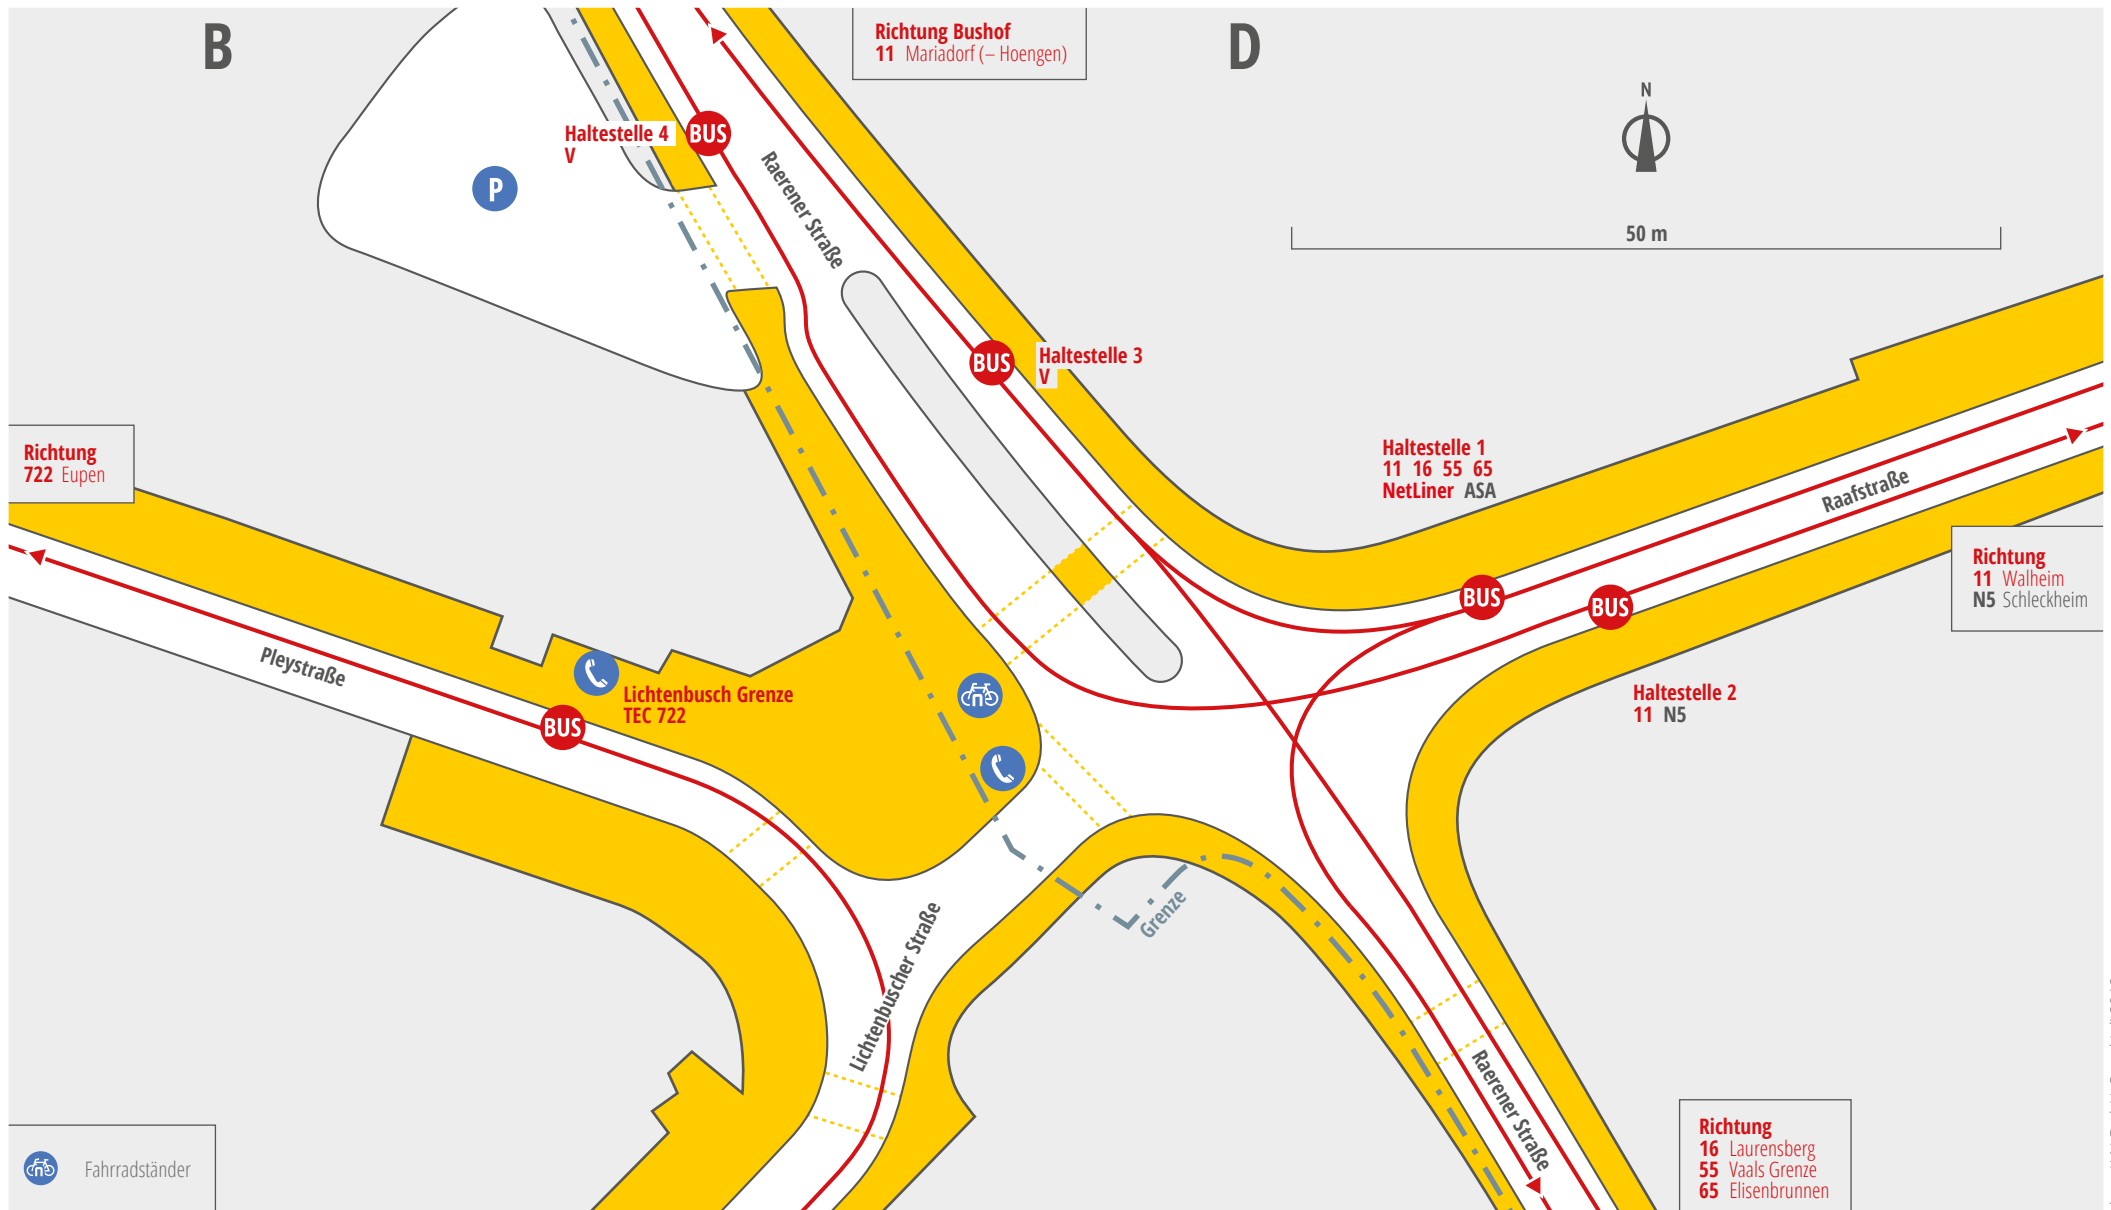 B
Richtung Bushof
11 Mariadorf (– Hoengen)
D
N
50 m
Haltestelle 4
V
BUS
P
Raerener Straße
BUS
Haltestelle 3
V
Richtung
722 Eupen
Haltestelle 1
11 16 55 65
NetLiner ASA
Raafstraße
BUS
BUS
Richtung
11 Walheim
N5 Schleckheim
Pleystraße
Lichtenbusch Grenze
TEC 722
BUS
Haltestelle 2
11 N5
Grenze
Lichtenbuscher Straße
Raerener Straße
Richtung
16 Laurensberg
55 Vaals Grenze
65 Elisenbrunnen
Fahrradständer